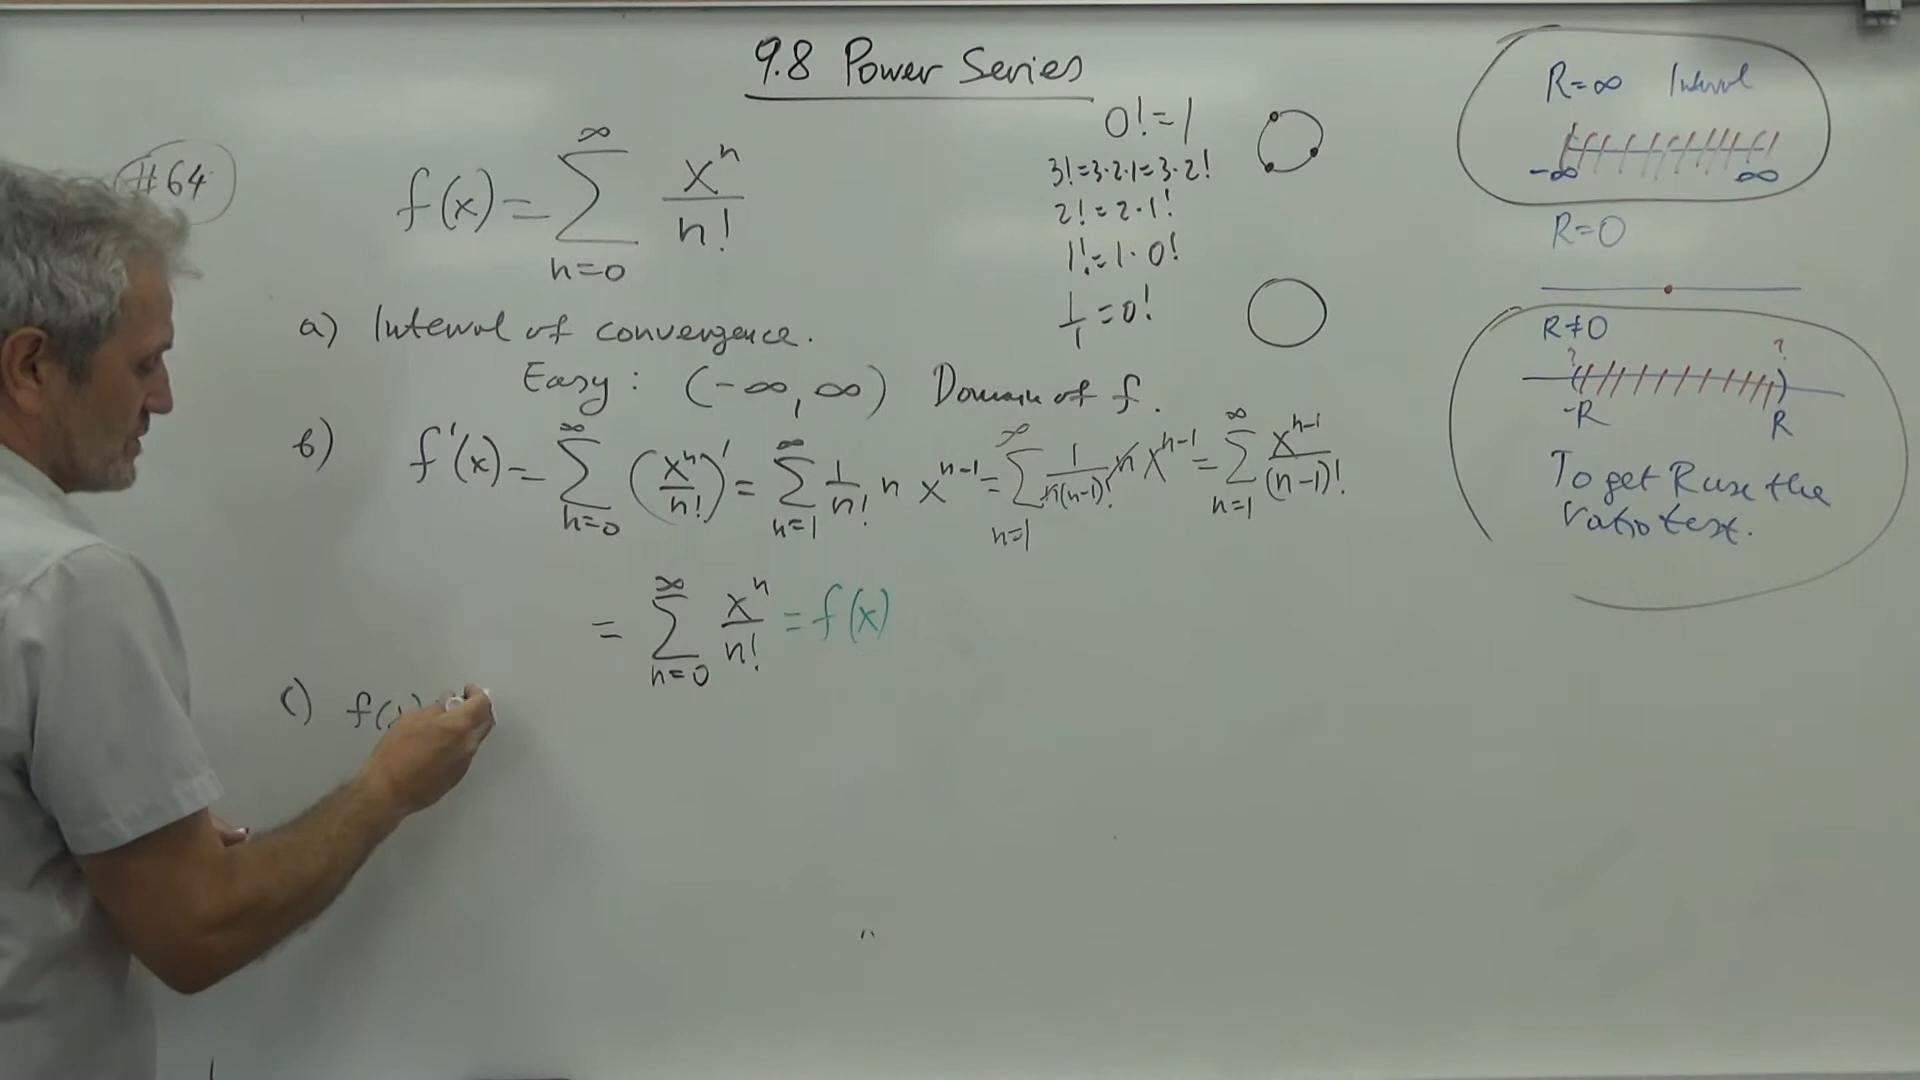 9.8 Power Series
#64
f(x) = ∑_{n=0}^{∞} x^n / n!
0! = 1
3! = 3·2·1 = 3·2!
2! = 2·1!
1! = 1·0!
1/1 = 0!
a) Interval of convergence.
Easy: (-∞, ∞) Domain of f.
b) f'(x) = ∑_{n=0}^{∞} (x^n / n!)' = ∑_{n=1}^{∞} 1/n! n x^{n-1} = ∑_{n=1}^{∞} 1/(n(n-1)!) n x^{n-1} = ∑_{n=1}^{∞} x^{n-1} / (n-1)!
= ∑_{n=0}^{∞} x^n / n! = f(x)
c) f(
R=∞ Interval
-∞ ∞
R=0
R≠0
? ?
-R R
To get R use the
ratio test.